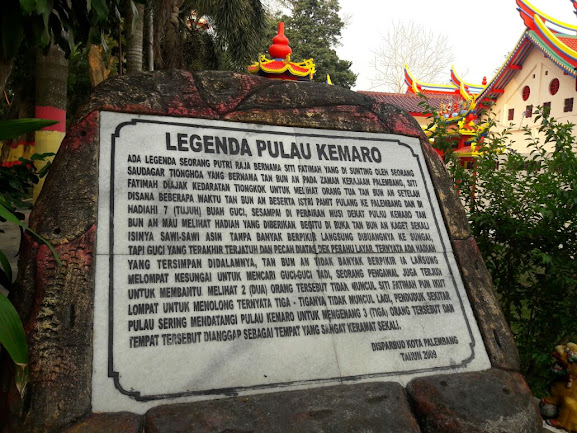 LEGENDA PULAU KEMARO
ADA LEGENDA SEORANG PUTRI RAJA BERNAMA SITI FATIMAH YANG DI SUNTING OLEH SEORANG
SAUDAGAR TIONGHOA YANG BERNAMA TAN BUN AN PADA ZAMAN KERAJAAN PALEMBANG, SITI
FATIMAH DIAJAK KEDARATAN TIONGKOK UNTUK MELIHAT ORANG TUA TAN BUN AN SETELAH
DISANA BEBERAPA WAKTU TAN BUN AN BESERTA ISTRI PAMIT PULANG KE PALEMBANG DAN DI
HADIAHI 7 (TUJUH) BUAH GUCI, SESAMPAI DI PERAIRAN MUSI DEKAT PULAU KEMARO TAN
BUN AN MAU MELIHAT HADIAH YANG DIBERIKAN. BEGITU DI BUKA TAN BUN AN KAGET SEKALI
ISINYA SAWI-SAWI ASIN TANPA BANYAK BERPIKIR LANGSUNG DIBUANGNYA KE SUNGAI,
TAPI GUCI YANG TERAKHIR TERJATUH DAN PECAH DIATAS DEK PERAHU LAYAR. TERNYATA ADA HADIAH
YANG TERSIMPAN DIDALAMNYA, TAN BUN AN TIDAK BANYAK BERPIKIR IA LANGSUNG
MELOMPAT KESUNGAI UNTUK MENCARI GUCI-GUCI TADI, SEORANG PENGAWAL JUGA TERJUN
UNTUK MEMBANTU MELIHAT 2 (DUA) ORANG TIDAK MUNCUL SITI FATIMAH PUN IKUT
LOMPAT UNTUK MENOLONG TERNYATA TIGA - TIGANYA TIDAK MUNCUL LAGI, PENDUDUK SEKITAR
PULAU SERING MENDATANGI PULAU KEMARO UNTUK MENGENANG 3 (TIGA) ORANG TERSEBUT DAN
TEMPAT TERSEBUT DIANGGAP SEBAGAI TEMPAT YANG SANGAT KERAMAT SEKALI.
DISPARBUD KOTA PALEMBANG
TAHUN 2009